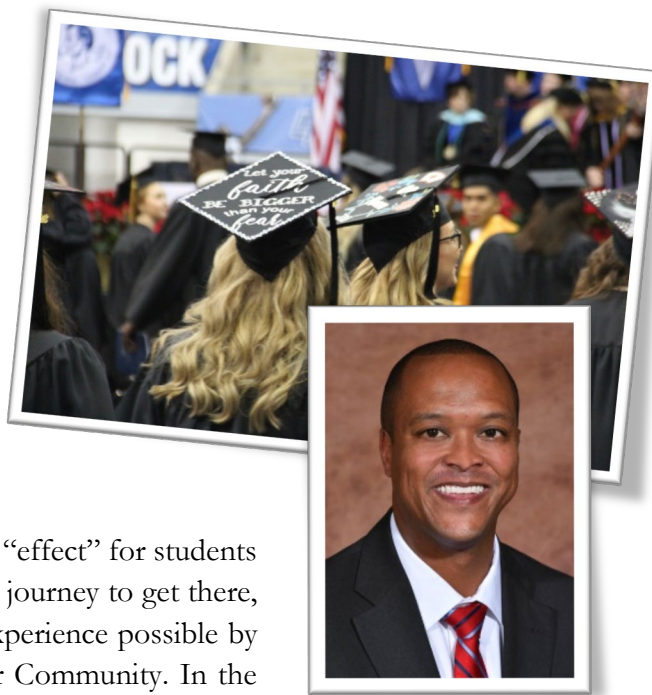 OCK
Let your
faith
BE BIGGER
than your
fear
“effect” for students
journey to get there,
xperience possible by
r Community. In the